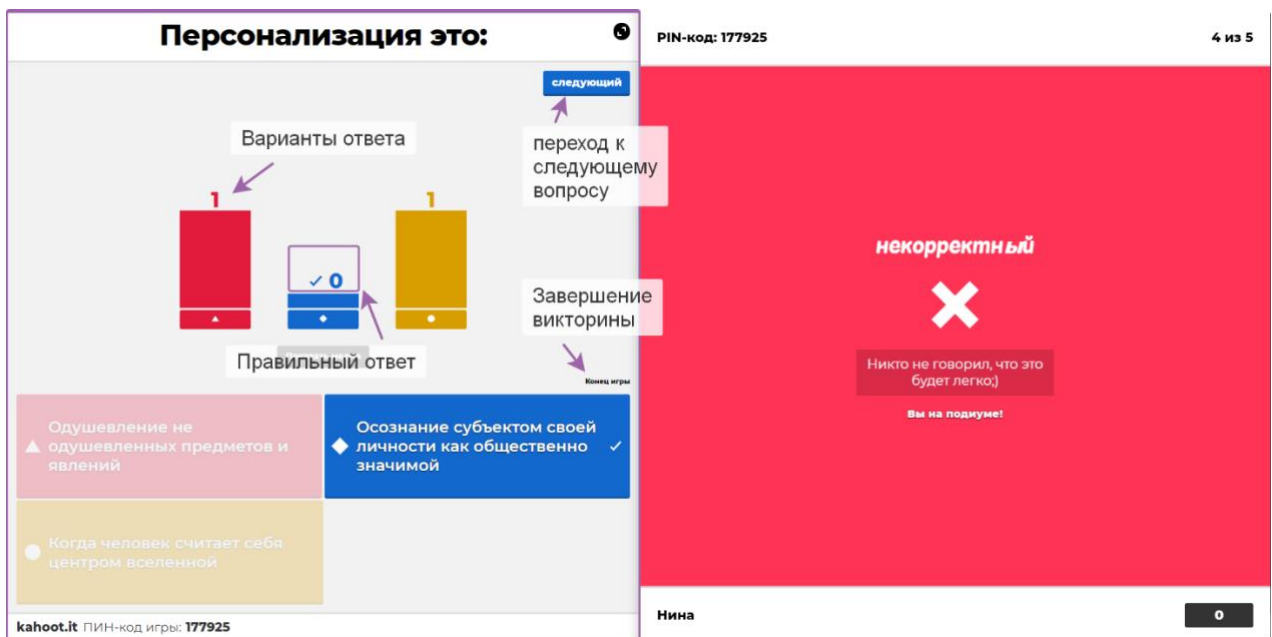 Персонализация это:
следующий
Варианты ответа
переход к
следующему
вопросу
1
1
0
Завершение
викторины
Правильный ответ
Конец игры
Одушевление не
одушевленных предметов и
явлений
Осознание субъектом своей
личности как общественно
значимой
Когда человек считает себя
центром вселенной
kahoot.it ПИН-код игры: 177925
PIN-код: 177925
4 из 5
некорректный
Никто не говорил, что это
будет легко;)
Вы на подиуме!
Нина
0